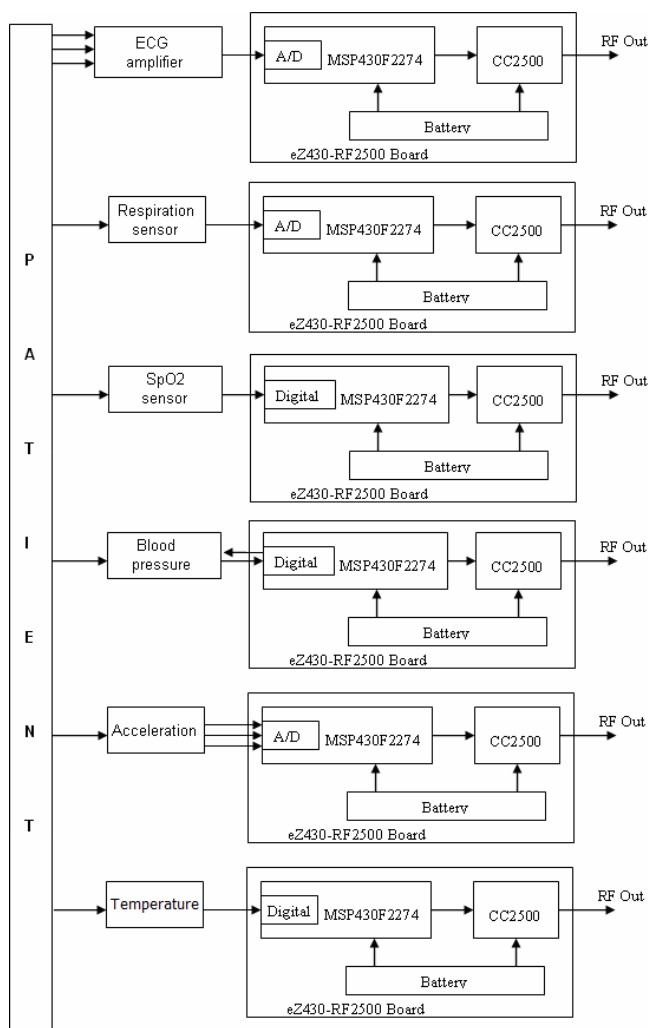 P
A
T
I
E
N
T
ECG
amplifier
A/D
MSP430F2274
CC2500
RF Out
Battery
eZ430-RF2500 Board
Respiration
sensor
A/D
MSP430F2274
CC2500
RF Out
Battery
eZ430-RF2500 Board
SpO2
sensor
Digital
MSP430F2274
CC2500
RF Out
Battery
eZ430-RF2500 Board
Blood
pressure
Digital
MSP430F2274
CC2500
RF Out
Battery
eZ430-RF2500 Board
Acceleration
A/D
MSP430F2274
CC2500
RF Out
Battery
eZ430-RF2500 Board
Temperature
Digital
MSP430F2274
CC2500
RF Out
Battery
eZ430-RF2500 Board